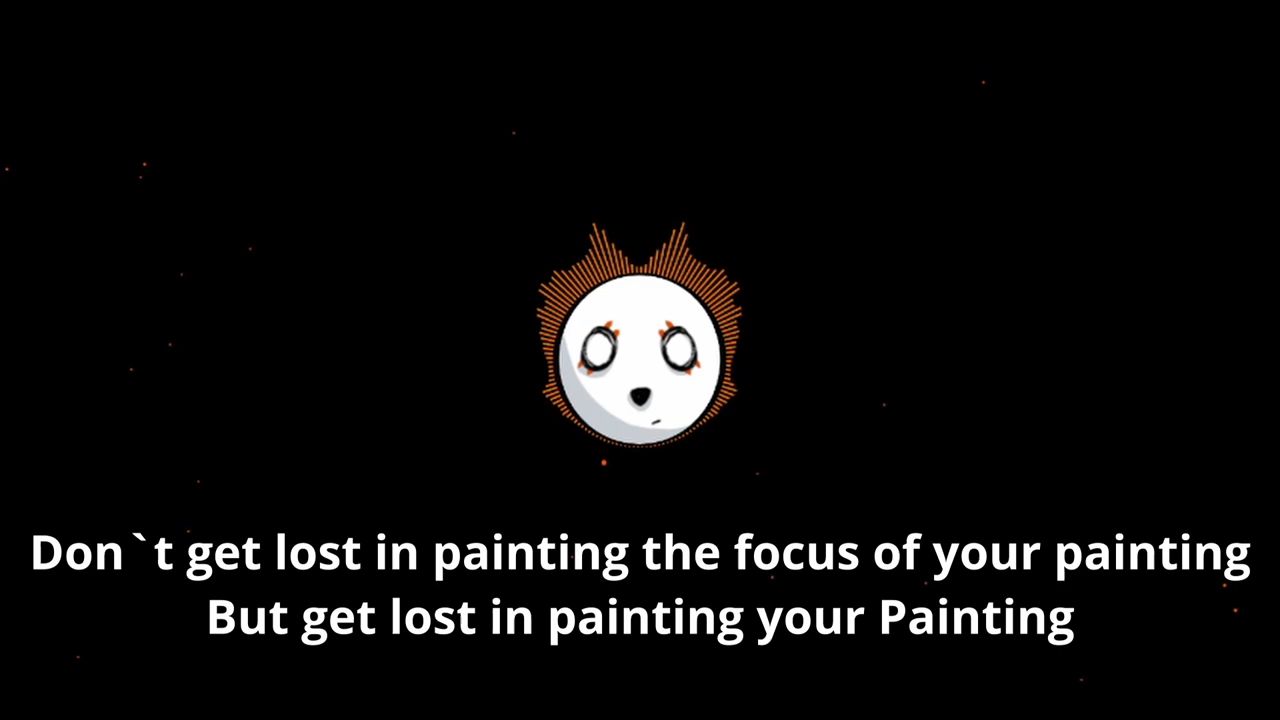 Don`t get lost in painting the focus of your painting
But get lost in painting your Painting